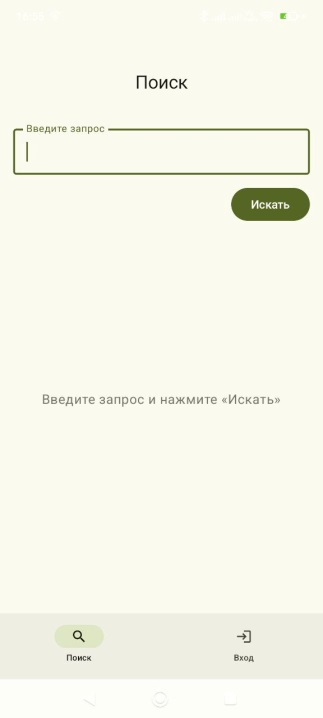 Поиск
Введите запрос
Искать
Введите запрос и нажмите «Искать»
Поиск
Вход